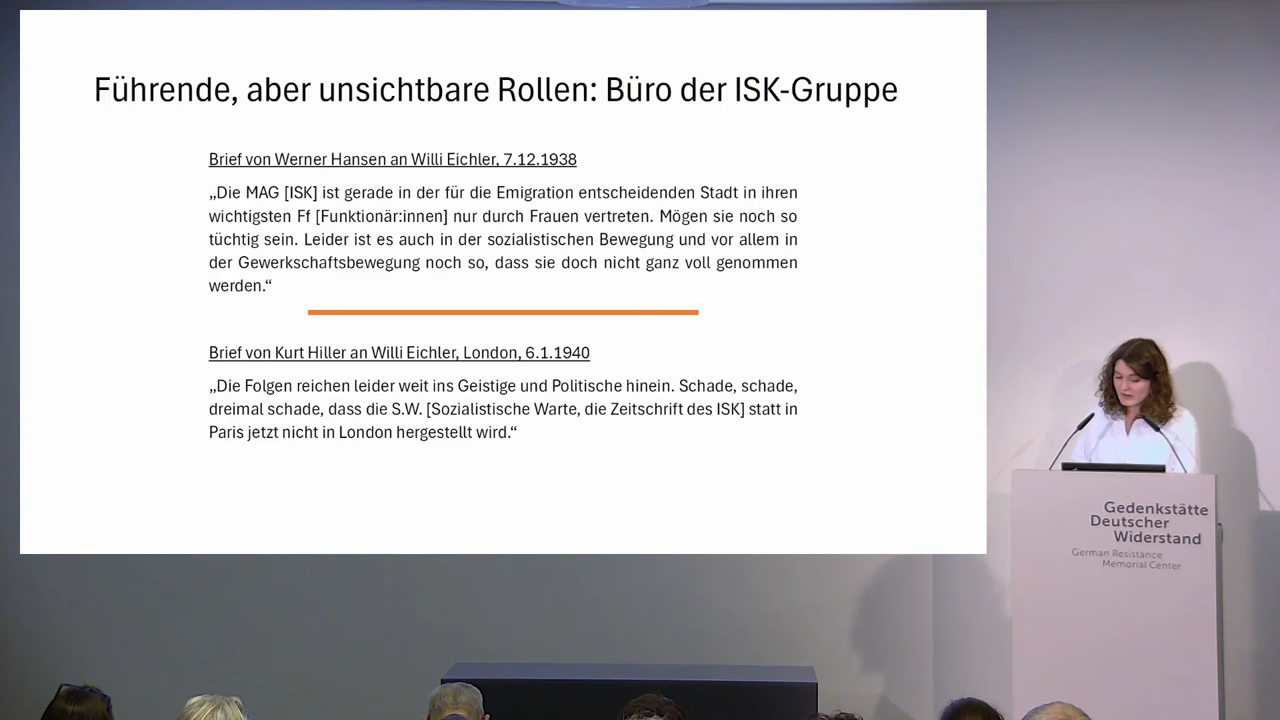 Führende, aber unsichtbare Rollen: Büro der ISK-Gruppe
Brief von Werner Hansen an Willi Eichler, 7.12.1938
„Die MAG [ISK] ist gerade in der für die Emigration entscheidenden Stadt in ihren
wichtigsten Ff [Funktionär:innen] nur durch Frauen vertreten. Mögen sie noch so
tüchtig sein. Leider ist es auch in der sozialistischen Bewegung und vor allem in
der Gewerkschaftsbewegung noch so, dass sie doch nicht ganz voll genommen
werden.“
Brief von Kurt Hiller an Willi Eichler, London, 6.1.1940
„Die Folgen reichen leider weit ins Geistige und Politische hinein. Schade, schade,
dreimal schade, dass die S.W. [Sozialistische Warte, die Zeitschrift des ISK] statt in
Paris jetzt nicht in London hergestellt wird.“
Gedenkstätte
Deutscher
Widerstand
German Resistance
Memorial Center